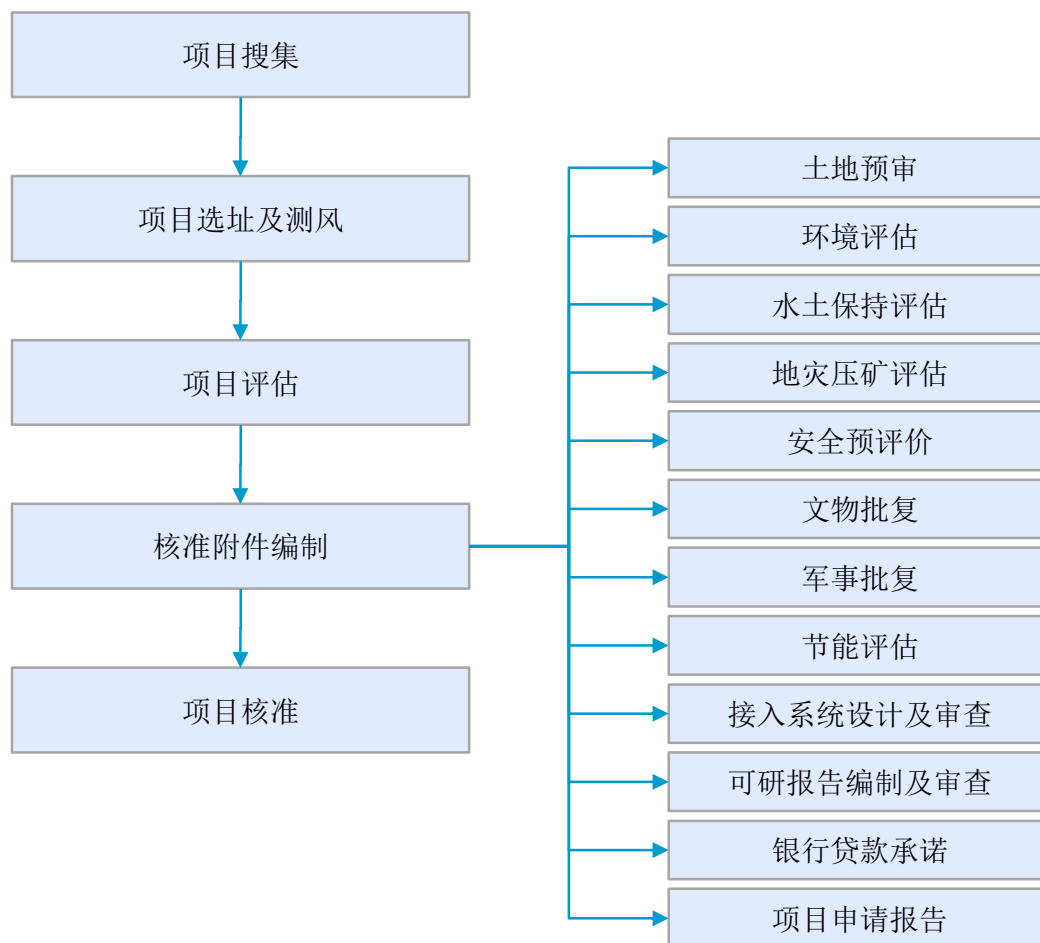 项目搜集
项目选址及测风
项目评估
核准附件编制
项目核准
土地预审
环境评估
水土保持评估
地灾压矿评估
安全预评价
文物批复
军事批复
节能评估
接入系统设计及审查
可研报告编制及审查
银行贷款承诺
项目申请报告